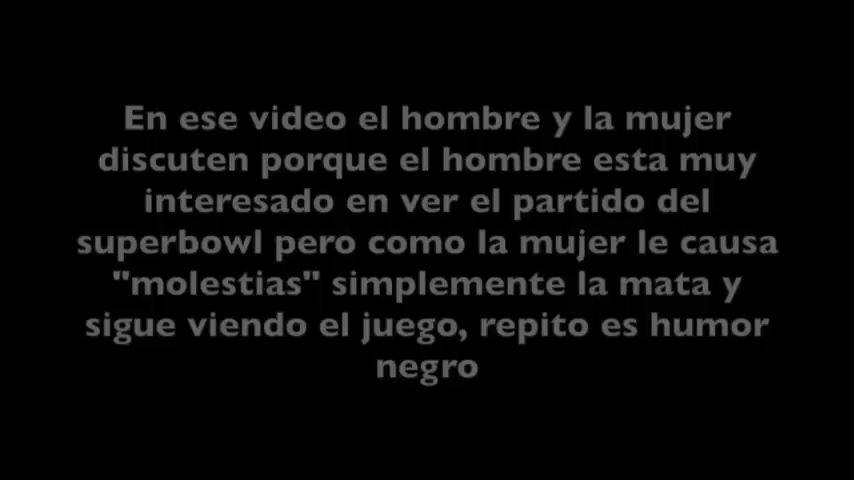 En ese video el hombre y la mujer
discuten porque el hombre esta muy
interesado en ver el partido del
superbowl pero como la mujer le causa
"molestias" simplemente la mata y
sigue viendo el juego, repito es humor
negro